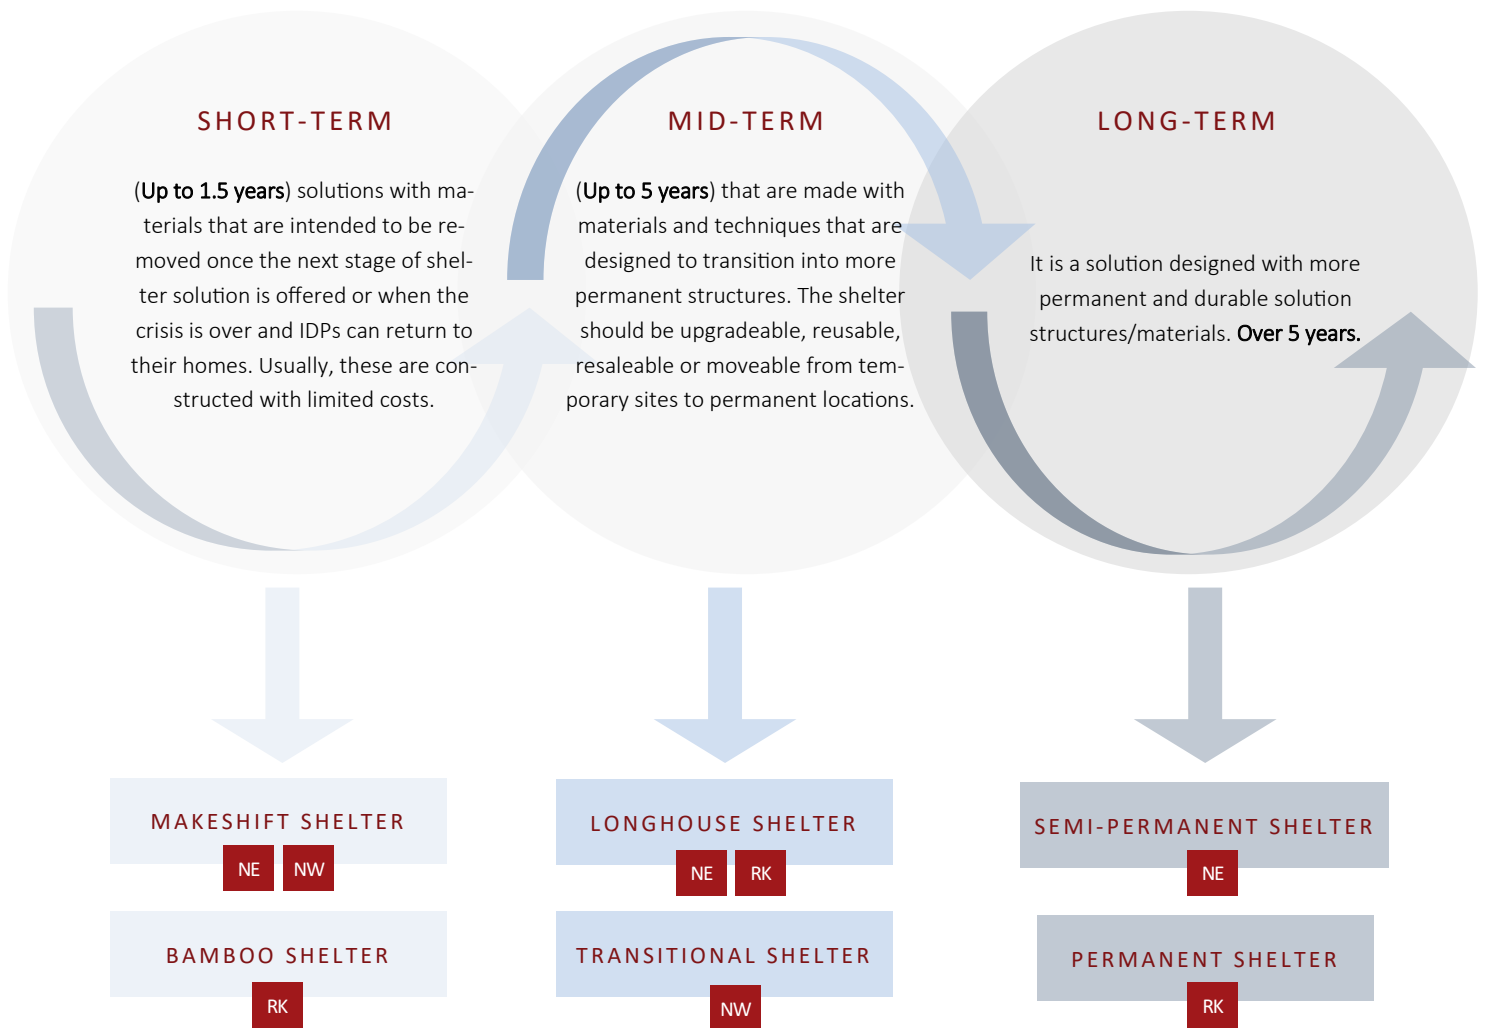 SHORT-TERM
(Up to 1.5 years) solutions with ma-
terials that are intended to be re-
moved once the next stage of shel-
ter solution is offered or when the
crisis is over and IDPs can return to
their homes. Usually, these are con-
structed with limited costs.
MID-TERM
(Up to 5 years) that are made with
materials and techniques that are
designed to transition into more
permanent structures. The shelter
should be upgradeable, reusable,
resaleable or moveable from tem-
porary sites to permanent locations.
LONG-TERM
It is a solution designed with more
permanent and durable solution
structures/materials. Over 5 years.
MAKESHIFT SHELTER
NE NW
BAMBOO SHELTER
RK
LONGHOUSE SHELTER
NE RK
TRANSITIONAL SHELTER
NW
SEMI-PERMANENT SHELTER
NE
PERMANENT SHELTER
RK